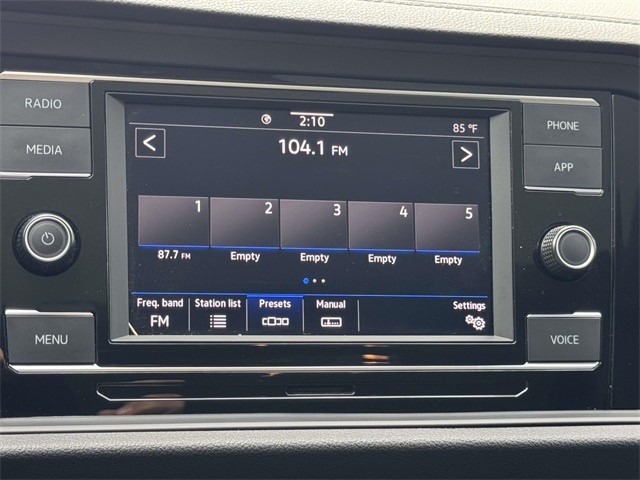 RADIO
MEDIA
MENU
2:10
85 °F
<
104.1 FM
>
1 2 3 4 5
87.7 FM Empty Empty Empty Empty
Freq. band Station list Presets Manual Settings
FM
PHONE
APP
VOICE